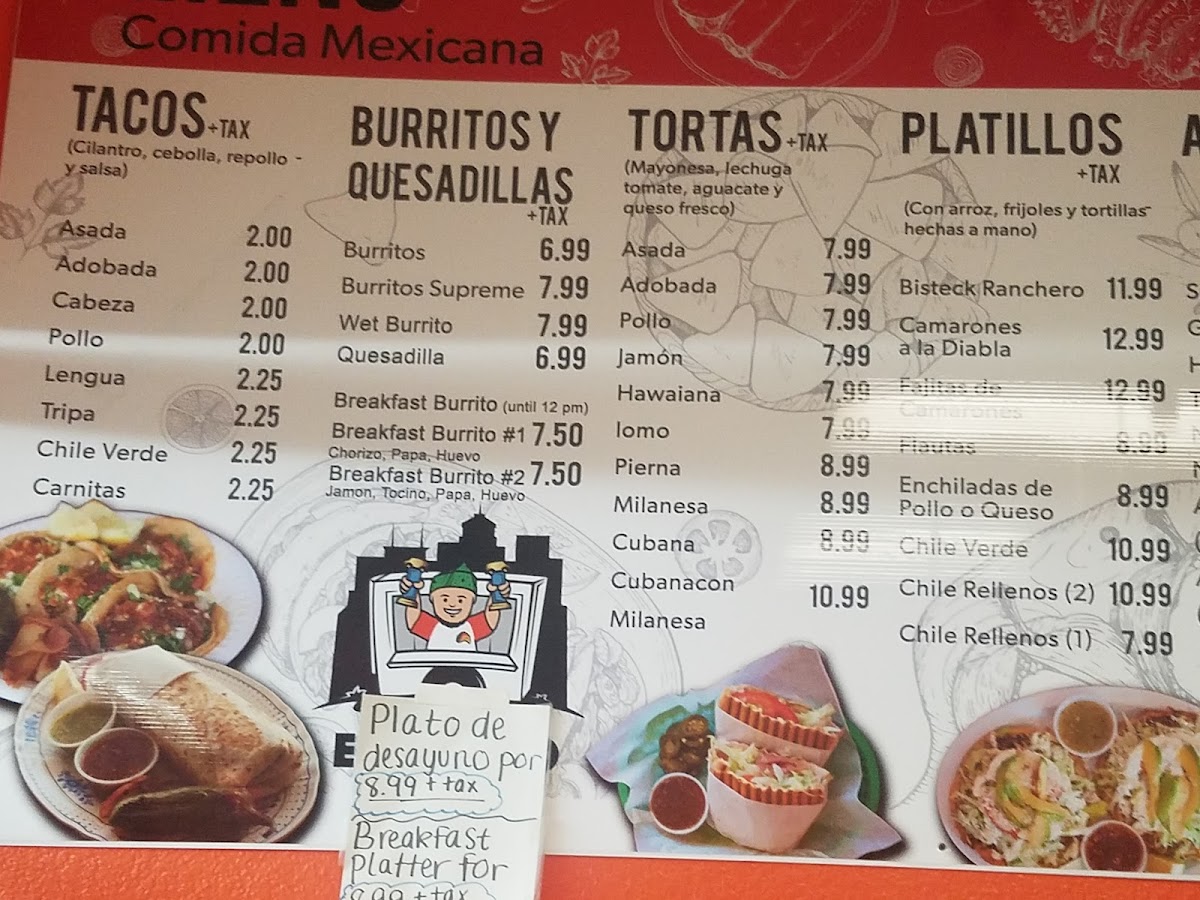 Comida Mexicana
TACOS +TAX
(Cilantro, cebolla, repollo -
y salsa)
Asada 2.00
Adobada 2.00
Cabeza 2.00
Pollo 2.00
Lengua 2.25
Tripa 2.25
Chile Verde 2.25
Carnitas 2.25
BURRITOS Y
QUESADILLAS
+TAX
Burritos 6.99
Burritos Supreme 7.99
Wet Burrito 7.99
Quesadilla 6.99
Breakfast Burrito (until 12 pm)
Breakfast Burrito #1 7.50
Chorizo, Papa, Huevo
Breakfast Burrito #2 7.50
Jamon, Tocino, Papa, Huevo
Plato de
desayuno por
8.99 + tax
Breakfast
platter for
TORTAS +TAX
(Mayonesa, lechuga
tomate, aguacate y
queso fresco)
Asada 7.99
Adobada 7.99
Pollo 7.99
Jamón 7.99
Hawaiana 7.99
lomo 7.99
Pierna 8.99
Milanesa 8.99
Cubana 8.99
Cubanacon 10.99
Milanesa
PLATILLOS
+TAX
(Con arroz, frijoles y tortillas
hechas a mano)
Bisteck Ranchero 11.99
Camarones
a la Diabla 12.99
Fajitas de 12.99
Camarones
Flautas 8.99
Enchiladas de
Pollo o Queso 8.99
Chile Verde 10.99
Chile Rellenos (2) 10.99
Chile Rellenos (1) 7.99